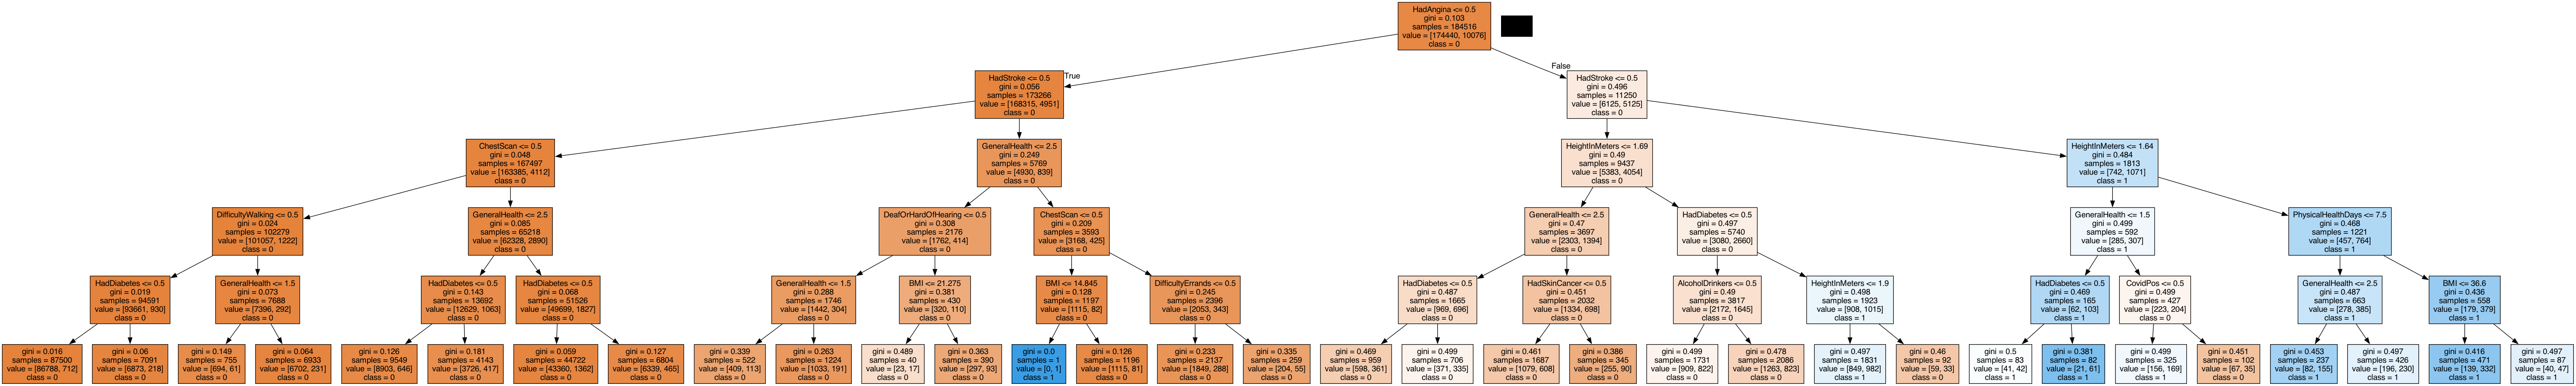 HadAngina <= 0.5
gini = 0.103
samples = 184516
value = [174440, 10076]
class = 0
True
False
HadStroke <= 0.5
gini = 0.056
samples = 173266
value = [168315, 4951]
class = 0
HadStroke <= 0.5
gini = 0.496
samples = 11250
value = [6125, 5125]
class = 0
ChestScan <= 0.5
gini = 0.048
samples = 167497
value = [163385, 4112]
class = 0
GeneralHealth <= 2.5
gini = 0.249
samples = 5769
value = [4930, 839]
class = 0
HeightInMeters <= 1.69
gini = 0.49
samples = 9437
value = [5383, 4054]
class = 0
HeightInMeters <= 1.64
gini = 0.484
samples = 1813
value = [742, 1071]
class = 1
DifficultyWalking <= 0.5
gini = 0.024
samples = 102279
value = [101057, 1222]
class = 0
GeneralHealth <= 2.5
gini = 0.085
samples = 65218
value = [62328, 2890]
class = 0
DeafOrHardOfHearing <= 0.5
gini = 0.308
samples = 2176
value = [1762, 414]
class = 0
ChestScan <= 0.5
gini = 0.209
samples = 3593
value = [3168, 425]
class = 0
GeneralHealth <= 2.5
gini = 0.47
samples = 3697
value = [2303, 1394]
class = 0
HadDiabetes <= 0.5
gini = 0.497
samples = 5740
value = [3080, 2660]
class = 0
GeneralHealth <= 1.5
gini = 0.499
samples = 592
value = [285, 307]
class = 1
PhysicalHealthDays <= 7.5
gini = 0.468
samples = 1221
value = [457, 764]
class = 1
HadDiabetes <= 0.5
gini = 0.019
samples = 94591
value = [93661, 930]
class = 0
GeneralHealth <= 1.5
gini = 0.073
samples = 7688
value = [7396, 292]
class = 0
HadDiabetes <= 0.5
gini = 0.143
samples = 13692
value = [12629, 1063]
class = 0
HadDiabetes <= 0.5
gini = 0.068
samples = 51526
value = [49699, 1827]
class = 0
GeneralHealth <= 1.5
gini = 0.288
samples = 1746
value = [1442, 304]
class = 0
BMI <= 21.275
gini = 0.381
samples = 430
value = [320, 110]
class = 0
BMI <= 14.845
gini = 0.128
samples = 1197
value = [1115, 82]
class = 0
DifficultyErrands <= 0.5
gini = 0.245
samples = 2396
value = [2053, 343]
class = 0
HadDiabetes <= 0.5
gini = 0.487
samples = 1665
value = [969, 696]
class = 0
HadSkinCancer <= 0.5
gini = 0.451
samples = 2032
value = [1334, 698]
class = 0
AlcoholDrinkers <= 0.5
gini = 0.49
samples = 3817
value = [2172, 1645]
class = 0
HeightInMeters <= 1.9
gini = 0.498
samples = 1923
value = [908, 1015]
class = 1
HadDiabetes <= 0.5
gini = 0.469
samples = 165
value = [62, 103]
class = 1
CovidPos <= 0.5
gini = 0.499
samples = 427
value = [223, 204]
class = 0
GeneralHealth <= 2.5
gini = 0.487
samples = 663
value = [278, 385]
class = 1
BMI <= 36.6
gini = 0.436
samples = 558
value = [179, 379]
class = 1
gini = 0.016
samples = 87500
value = [86788, 712]
class = 0
gini = 0.06
samples = 7091
value = [6873, 218]
class = 0
gini = 0.149
samples = 755
value = [694, 61]
class = 0
gini = 0.064
samples = 6933
value = [6702, 231]
class = 0
gini = 0.126
samples = 9549
value = [8903, 646]
class = 0
gini = 0.181
samples = 4143
value = [3726, 417]
class = 0
gini = 0.059
samples = 44722
value = [43360, 1362]
class = 0
gini = 0.127
samples = 6804
value = [6339, 465]
class = 0
gini = 0.339
samples = 522
value = [409, 113]
class = 0
gini = 0.263
samples = 1224
value = [1033, 191]
class = 0
gini = 0.489
samples = 40
value = [23, 17]
class = 0
gini = 0.363
samples = 390
value = [297, 93]
class = 0
gini = 0.0
samples = 1
value = [0, 1]
class = 1
gini = 0.126
samples = 1196
value = [1115, 81]
class = 0
gini = 0.233
samples = 2137
value = [1849, 288]
class = 0
gini = 0.335
samples = 259
value = [204, 55]
class = 0
gini = 0.469
samples = 959
value = [598, 361]
class = 0
gini = 0.499
samples = 706
value = [371, 335]
class = 0
gini = 0.461
samples = 1687
value = [1079, 608]
class = 0
gini = 0.386
samples = 345
value = [255, 90]
class = 0
gini = 0.499
samples = 1731
value = [909, 822]
class = 0
gini = 0.478
samples = 2086
value = [1263, 823]
class = 0
gini = 0.497
samples = 1831
value = [849, 982]
class = 1
gini = 0.46
samples = 92
value = [59, 33]
class = 0
gini = 0.5
samples = 83
value = [41, 42]
class = 1
gini = 0.381
samples = 82
value = [21, 61]
class = 1
gini = 0.499
samples = 325
value = [156, 169]
class = 1
gini = 0.451
samples = 102
value = [67, 35]
class = 0
gini = 0.453
samples = 237
value = [82, 155]
class = 1
gini = 0.497
samples = 426
value = [196, 230]
class = 1
gini = 0.416
samples = 471
value = [139, 332]
class = 1
gini = 0.497
samples = 87
value = [40, 47]
class = 1